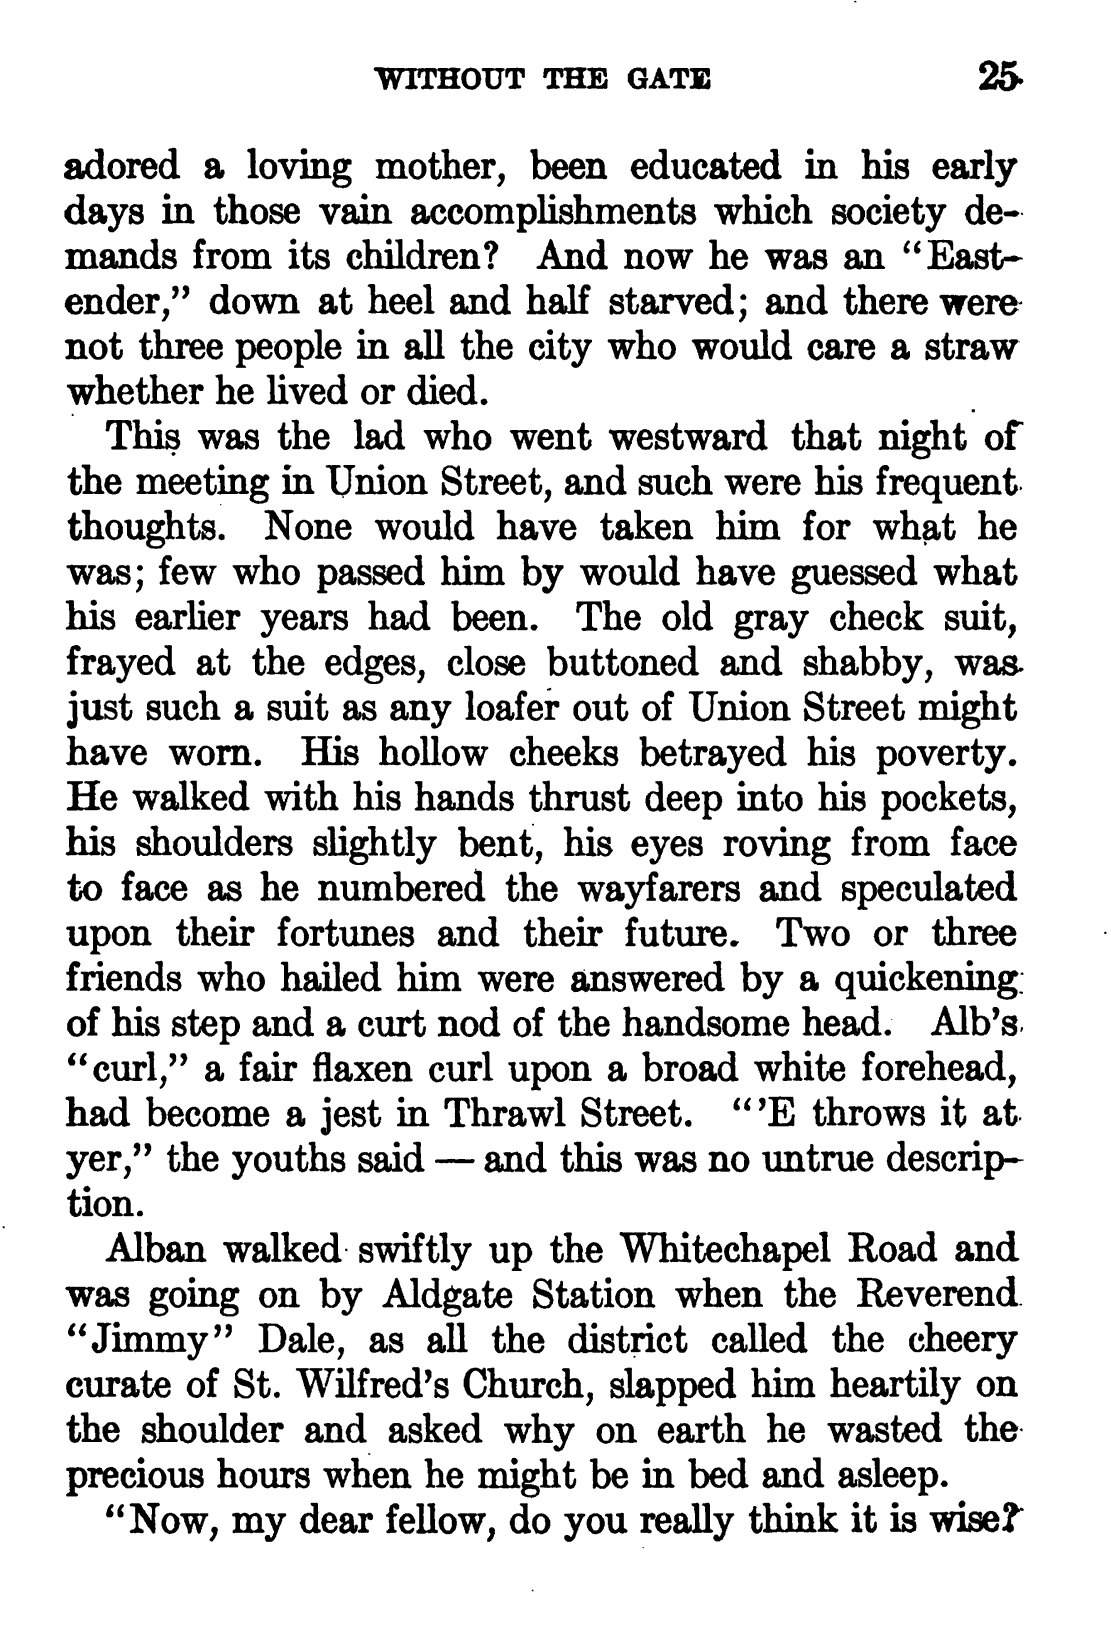 WITHOUT THE GATE 25
adored a loving mother, been educated in his early
days in those vain accomplishments which society de-
mands from its children? And now he was an "East-
ender," down at heel and half starved; and there were
not three people in all the city who would care a straw
whether he lived or died.
This was the lad who went westward that night of
the meeting in Union Street, and such were his frequent
thoughts. None would have taken him for what he
was; few who passed him by would have guessed what
his earlier years had been. The old gray check suit,
frayed at the edges, close buttoned and shabby, was
just such a suit as any loafer out of Union Street might
have worn. His hollow cheeks betrayed his poverty.
He walked with his hands thrust deep into his pockets,
his shoulders slightly bent, his eyes roving from face
to face as he numbered the wayfarers and speculated
upon their fortunes and their future. Two or three
friends who hailed him were answered by a quickening
of his step and a curt nod of the handsome head. Alb's
"curl," a fair flaxen curl upon a broad white forehead,
had become a jest in Thrawl Street. "'E throws it at
yer," the youths said — and this was no untrue descrip-
tion.
Alban walked swiftly up the Whitechapel Road and
was going on by Aldgate Station when the Reverend
"Jimmy" Dale, as all the district called the cheery
curate of St. Wilfred's Church, slapped him heartily on
the shoulder and asked why on earth he wasted the
precious hours when he might be in bed and asleep.
"Now, my dear fellow, do you really think it is wise?